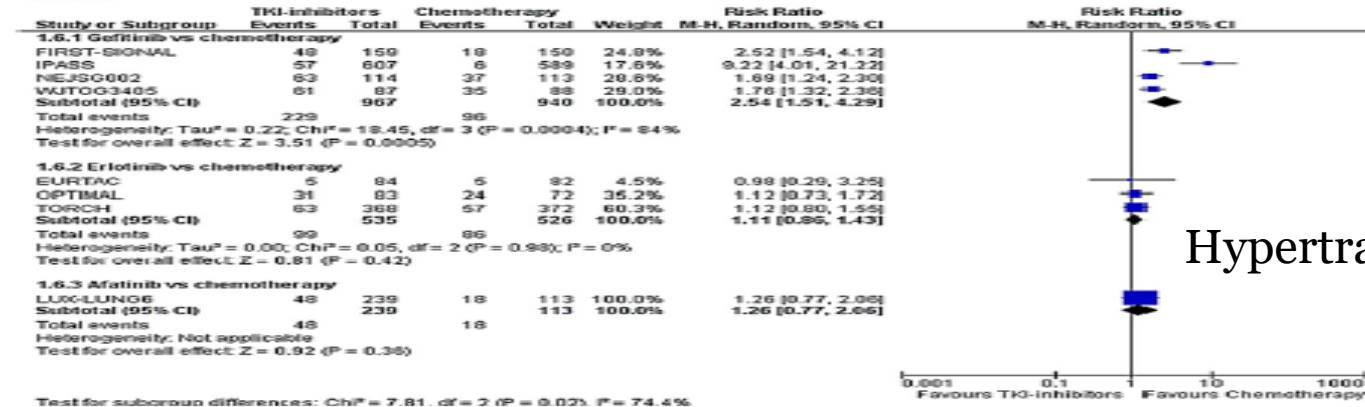 TKI-inhibitors Chemotherapy Risk Ratio Risk Ratio
Study or Subgroup Events Total Events Total Weight M-H, Random, 95% CI M-H, Random, 95% CI
1.6.1 Gefitinib vs chemotherapy
FIRST-SIGNAL 48 159 18 150 24.8% 2.52 [1.54, 4.12]
IPASS 57 607 6 589 17.6% 9.22 [4.01, 21.22]
NEJSG002 63 114 37 113 28.6% 1.69 [1.24, 2.30]
WJTOG3405 61 87 35 88 29.0% 1.76 [1.32, 2.36]
Subtotal (95% CI) 967 940 100.0% 2.54 [1.51, 4.29]
Total events 229 96
Heterogeneity: Tau² = 0.22; Chi² = 18.45, df = 3 (P = 0.0004); I² = 84%
Test for overall effect: Z = 3.51 (P = 0.0005)
1.6.2 Erlotinib vs chemotherapy
EURTAC 5 84 5 82 4.5% 0.98 [0.29, 3.25]
OPTIMAL 31 83 24 72 35.2% 1.12 [0.73, 1.72]
TORCH 63 368 57 372 60.3% 1.12 [0.80, 1.55]
Subtotal (95% CI) 535 526 100.0% 1.11 [0.86, 1.43]
Total events 99 86
Heterogeneity: Tau² = 0.00; Chi² = 0.05, df = 2 (P = 0.98); I² = 0%
Test for overall effect: Z = 0.81 (P = 0.42)
Hypertra
1.6.3 Afatinib vs chemotherapy
LUX-LUNG6 48 239 18 113 100.0% 1.26 [0.77, 2.06]
Subtotal (95% CI) 239 113 100.0% 1.26 [0.77, 2.06]
Total events 48 18
Heterogeneity: Not applicable
Test for overall effect: Z = 0.92 (P = 0.36)
0.001 0.1 1 10 1000
Favours TKI-inhibitors Favours Chemotherapy
Test for subgroup differences: Chi² = 7.81, df = 2 (P = 0.02), I² = 74.4%